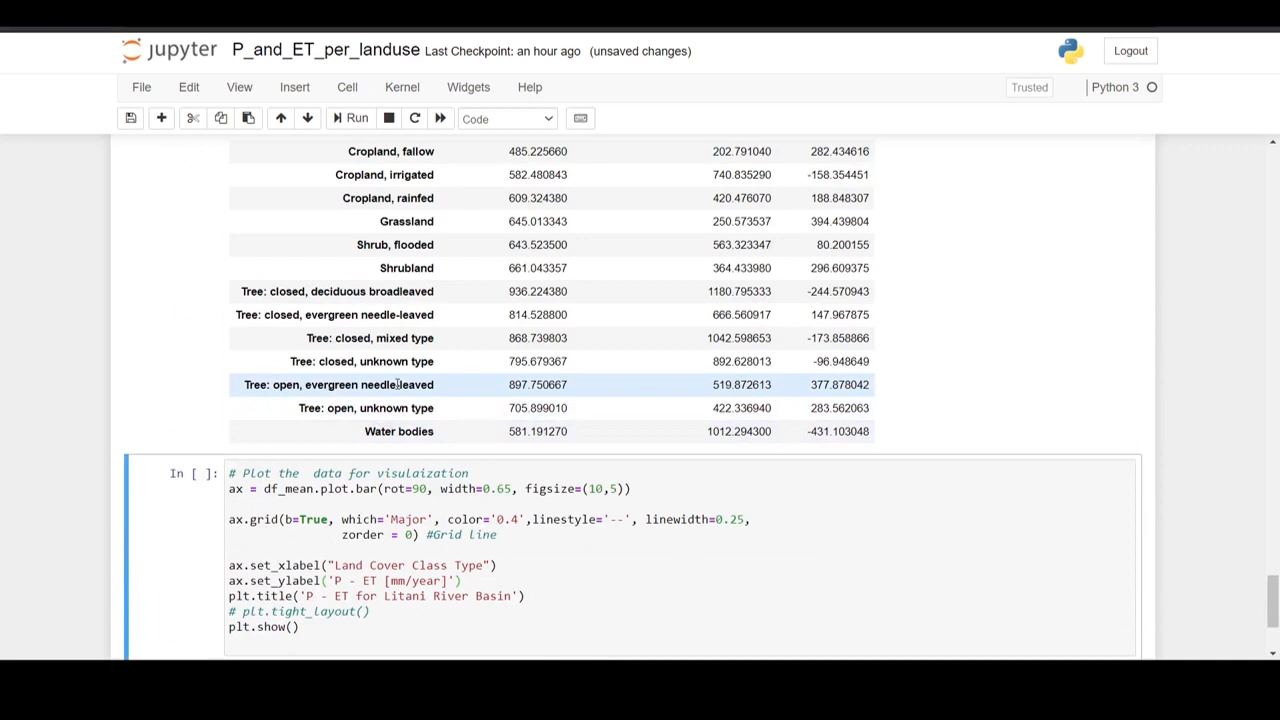 jupyter P_and_ET_per_landuse Last Checkpoint: an hour ago (unsaved changes) Logout
File Edit View Insert Cell Kernel Widgets Help Trusted Python 3
Run Code
Cropland, fallow 485.225660 202.791040 282.434616
Cropland, irrigated 582.480843 740.835290 -158.354451
Cropland, rainfed 609.324380 420.476070 188.848307
Grassland 645.013343 250.573537 394.439804
Shrub, flooded 643.523500 563.323347 80.200155
Shrubland 661.043357 364.433980 296.609375
Tree: closed, deciduous broadleaved 936.224380 1180.795333 -244.570943
Tree: closed, evergreen needle-leaved 814.528800 666.560917 147.967875
Tree: closed, mixed type 868.739803 1042.598653 -173.858866
Tree: closed, unknown type 795.679367 892.628013 -96.948649
Tree: open, evergreen needle-leaved 897.750667 519.872613 377.878042
Tree: open, unknown type 705.899010 422.336940 283.562063
Water bodies 581.191270 1012.294300 -431.103048
In [ ]: # Plot the  data for visulaization
ax = df_mean.plot.bar(rot=90, width=0.65, figsize=(10,5))
ax.grid(b=True, which='Major', color='0.4',linestyle='--', linewidth=0.25,
zorder = 0) #Grid line
ax.set_xlabel("Land Cover Class Type")
ax.set_ylabel('P - ET [mm/year]')
plt.title('P - ET for Litani River Basin')
# plt.tight_layout()
plt.show()